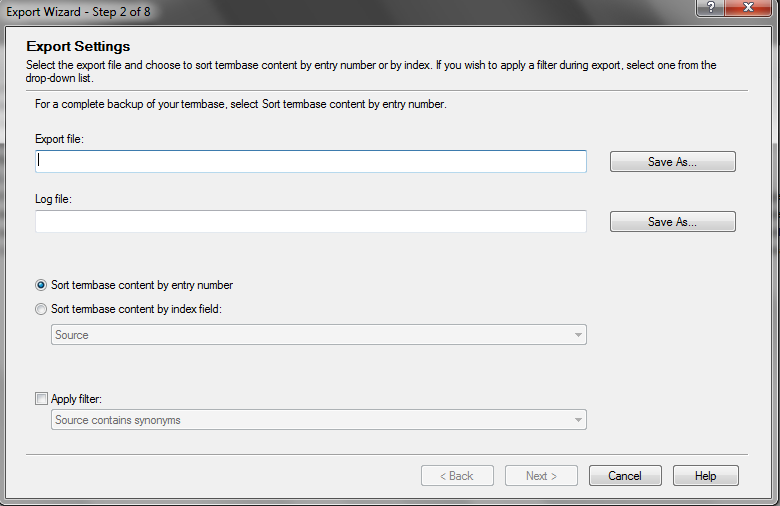 Export Wizard - Step 2 of 8
?
Export Settings
Select the export file and choose to sort termbase content by entry number or by index. If you wish to apply a filter during export, select one from the
drop-down list.
For a complete backup of your termbase, select Sort termbase content by entry number.
Export file:
Save As...
Log file:
Save As...
Sort termbase content by entry number
Sort termbase content by index field:
Source
Apply filter:
Source contains synonyms
< Back
Next >
Cancel
Help